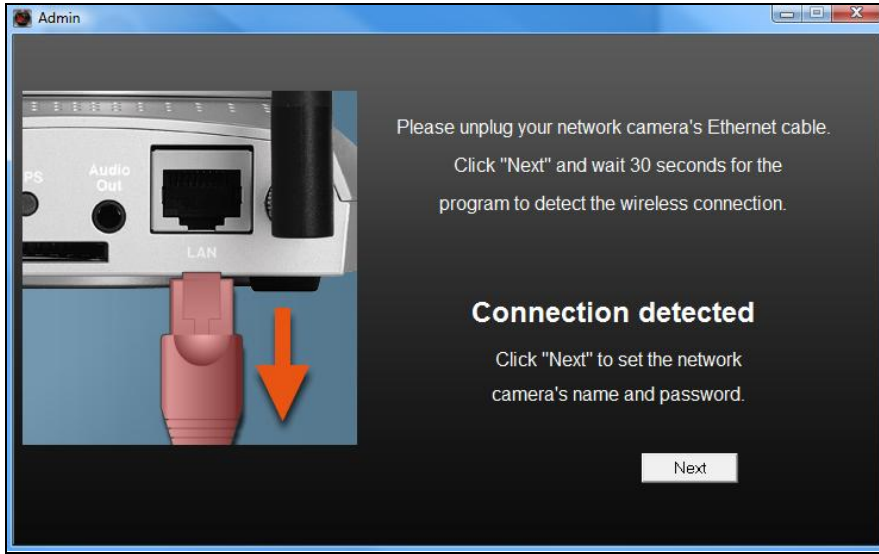 Admin
PS
Audio
Out
LAN
Please unplug your network camera's Ethernet cable.
Click "Next" and wait 30 seconds for the
program to detect the wireless connection.
Connection detected
Click "Next" to set the network
camera's name and password.
Next